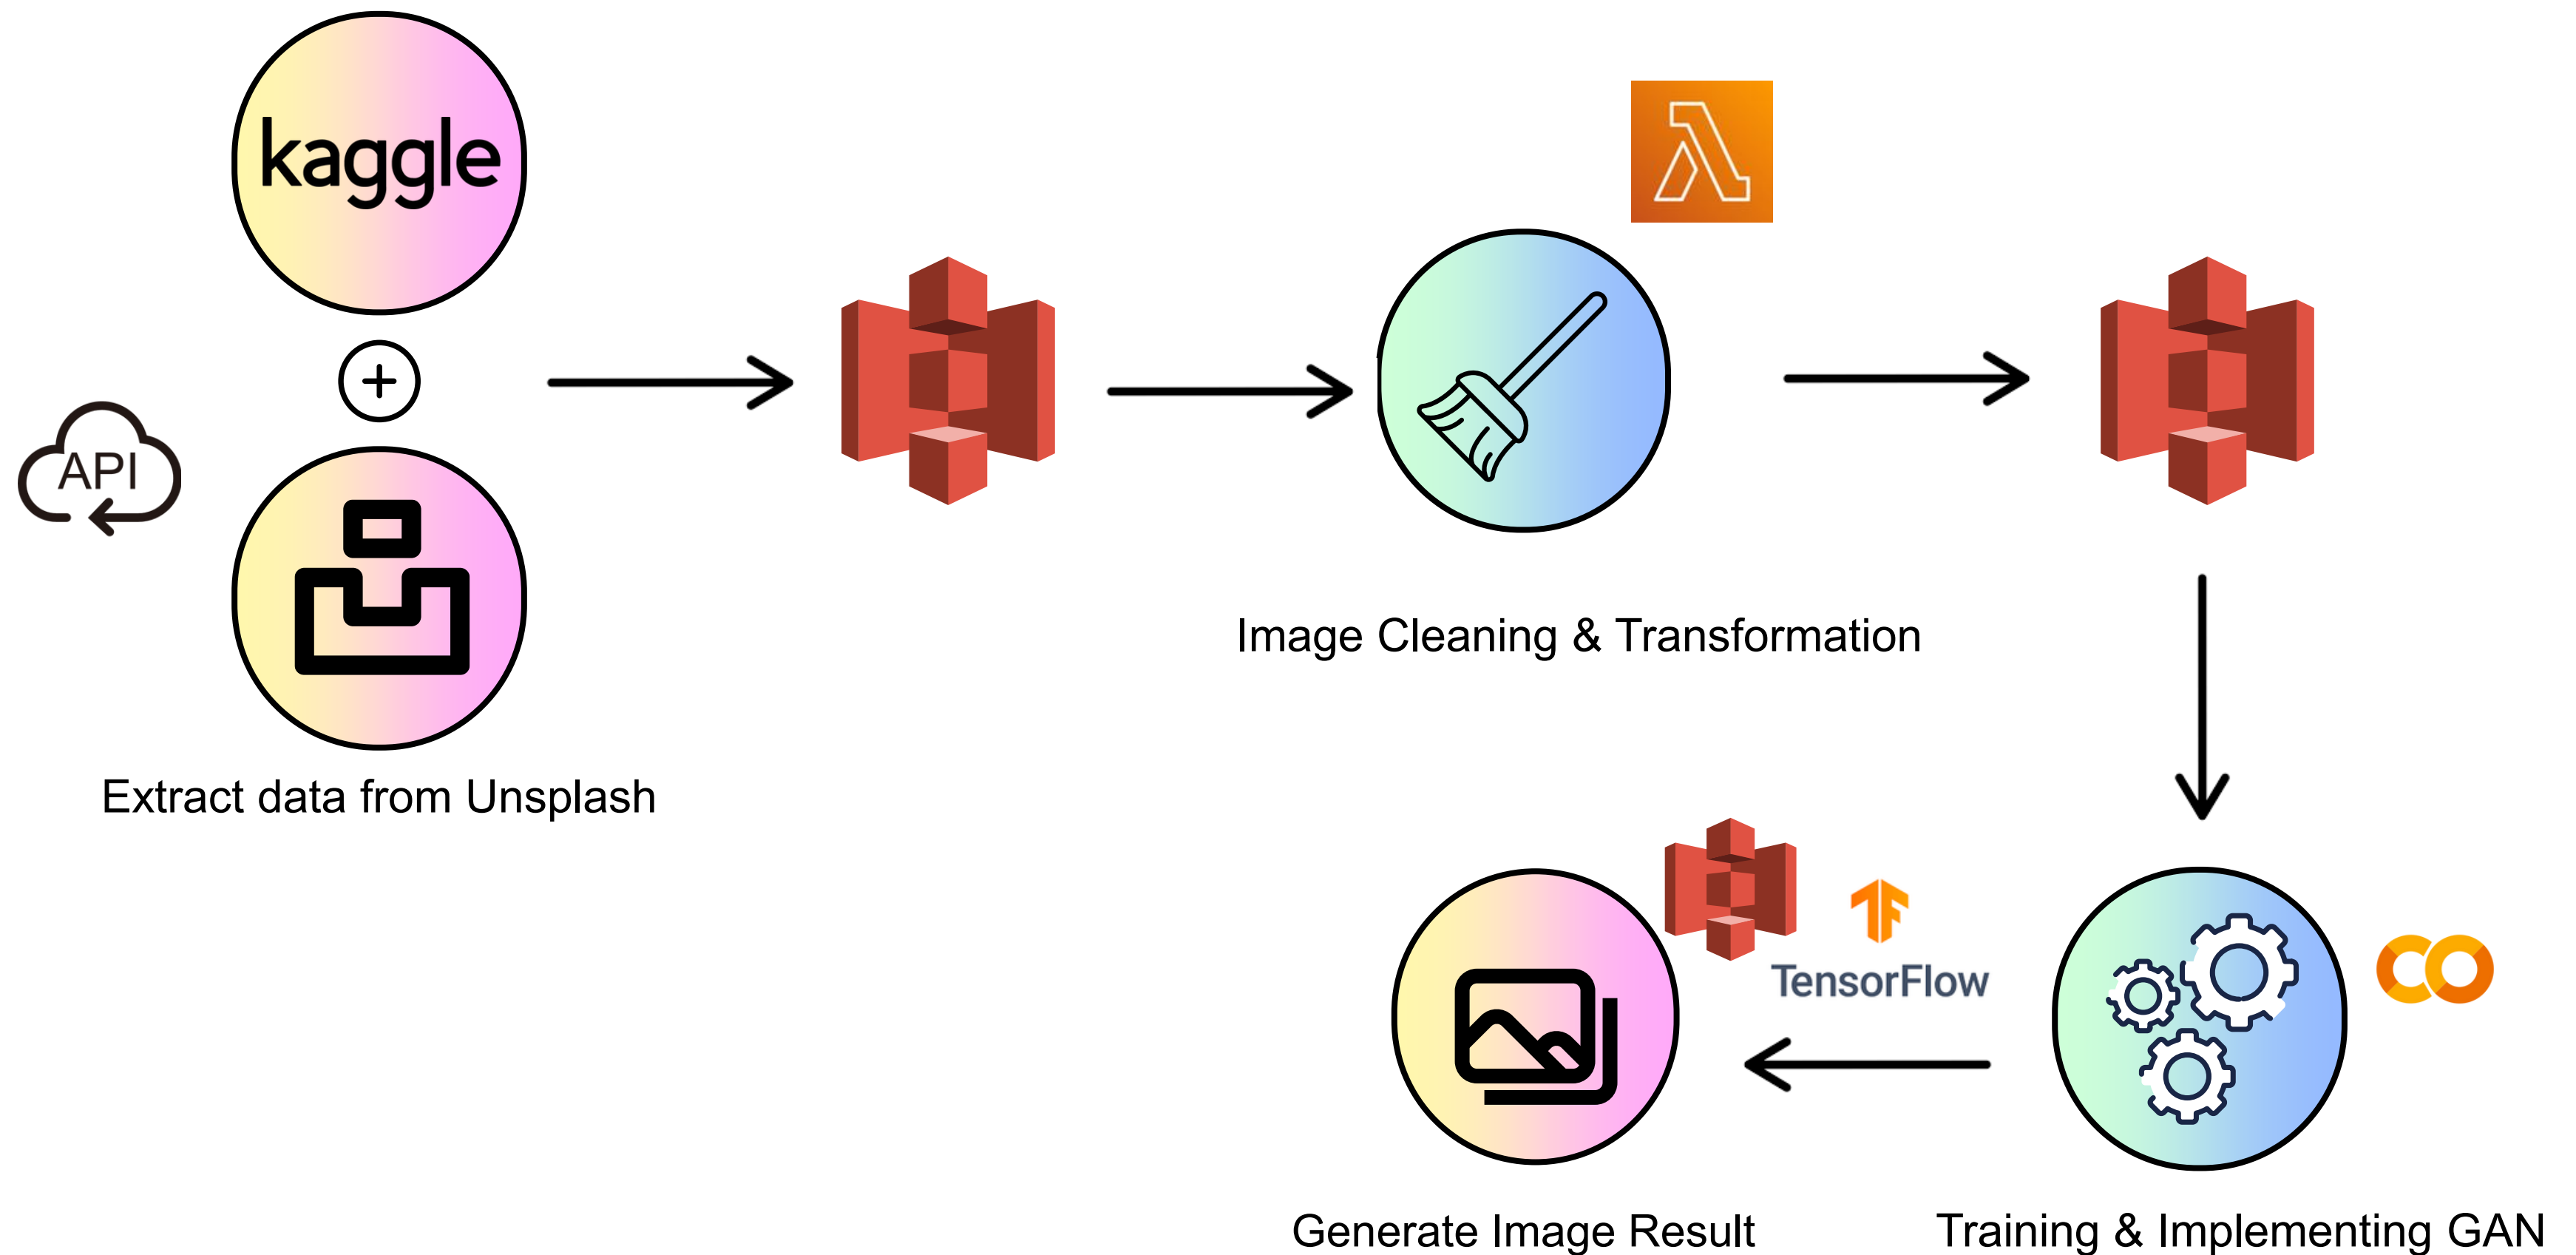 kaggle
API
Extract data from Unsplash
Image Cleaning & Transformation
TensorFlow
Generate Image Result
Training & Implementing GAN